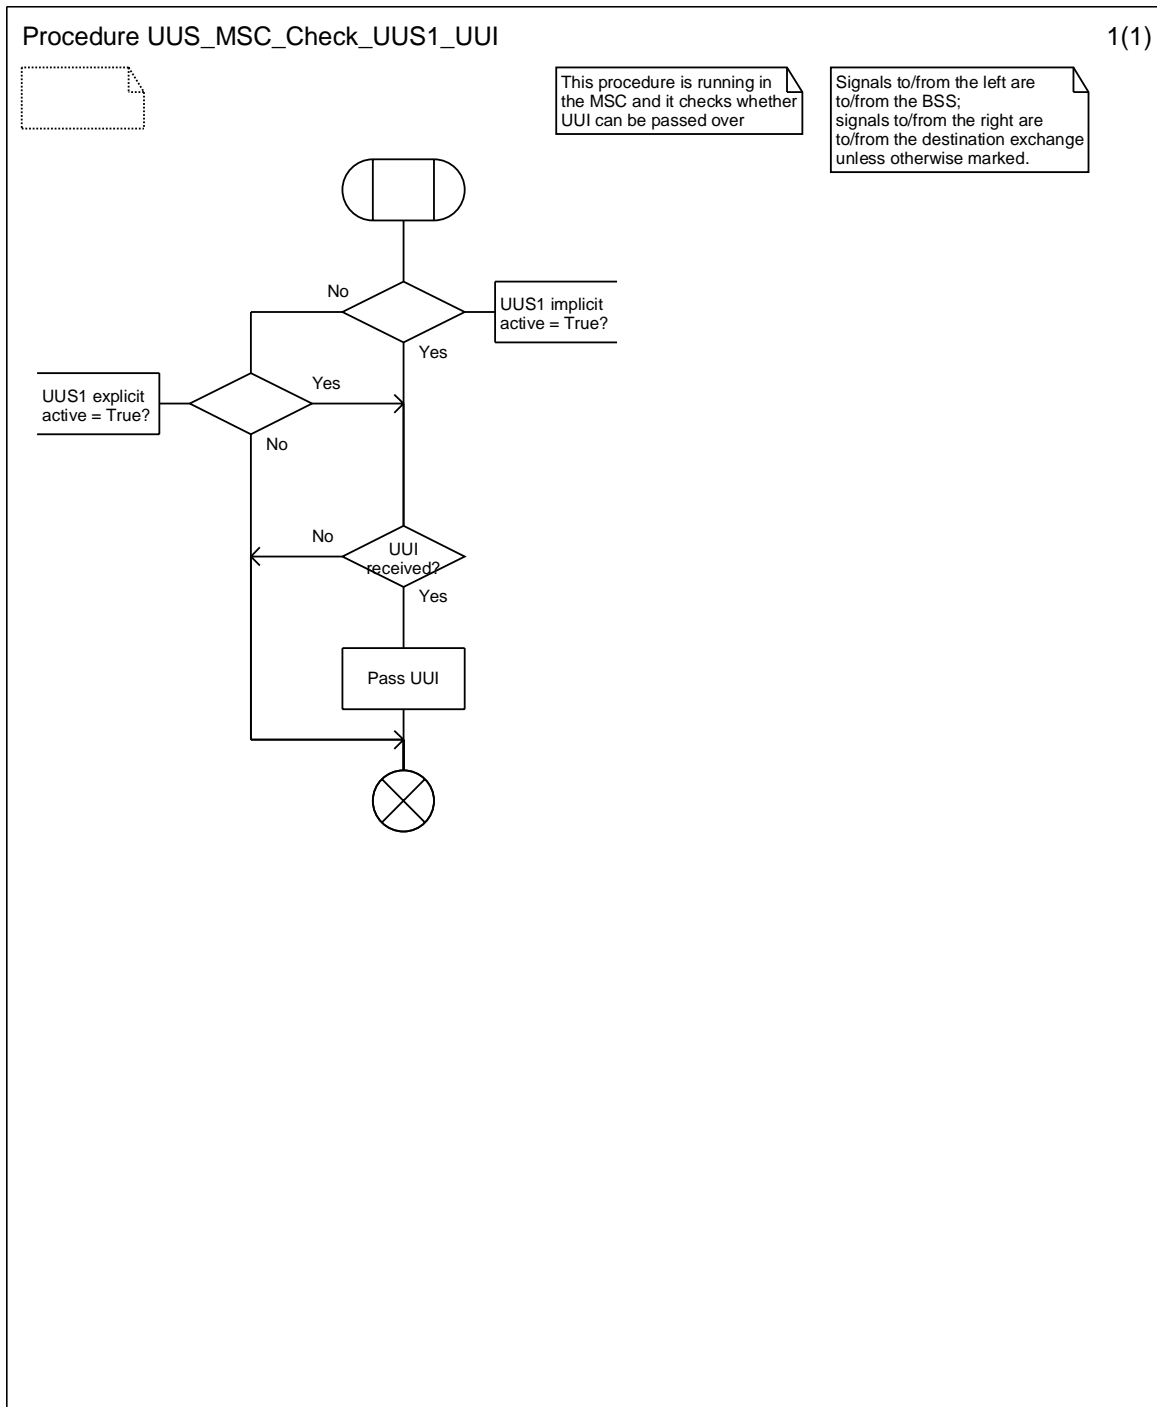 Procedure UUS_MSC_Check_UUS1_UUI
1(1)
This procedure is running in
the MSC and it checks whether
UUI can be passed over
Signals to/from the left are
to/from the BSS;
signals to/from the right are
to/from the destination exchange
unless otherwise marked.
No
UUS1 implicit
active = True?
Yes
UUS1 explicit
active = True?
Yes
No
No
UUI
received?
Yes
Pass UUI